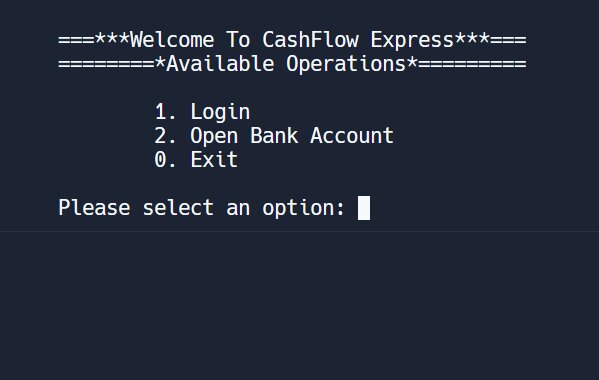 ===***Welcome To CashFlow Express***===
========*Available Operations*=========
1. Login
2. Open Bank Account
0. Exit
Please select an option: